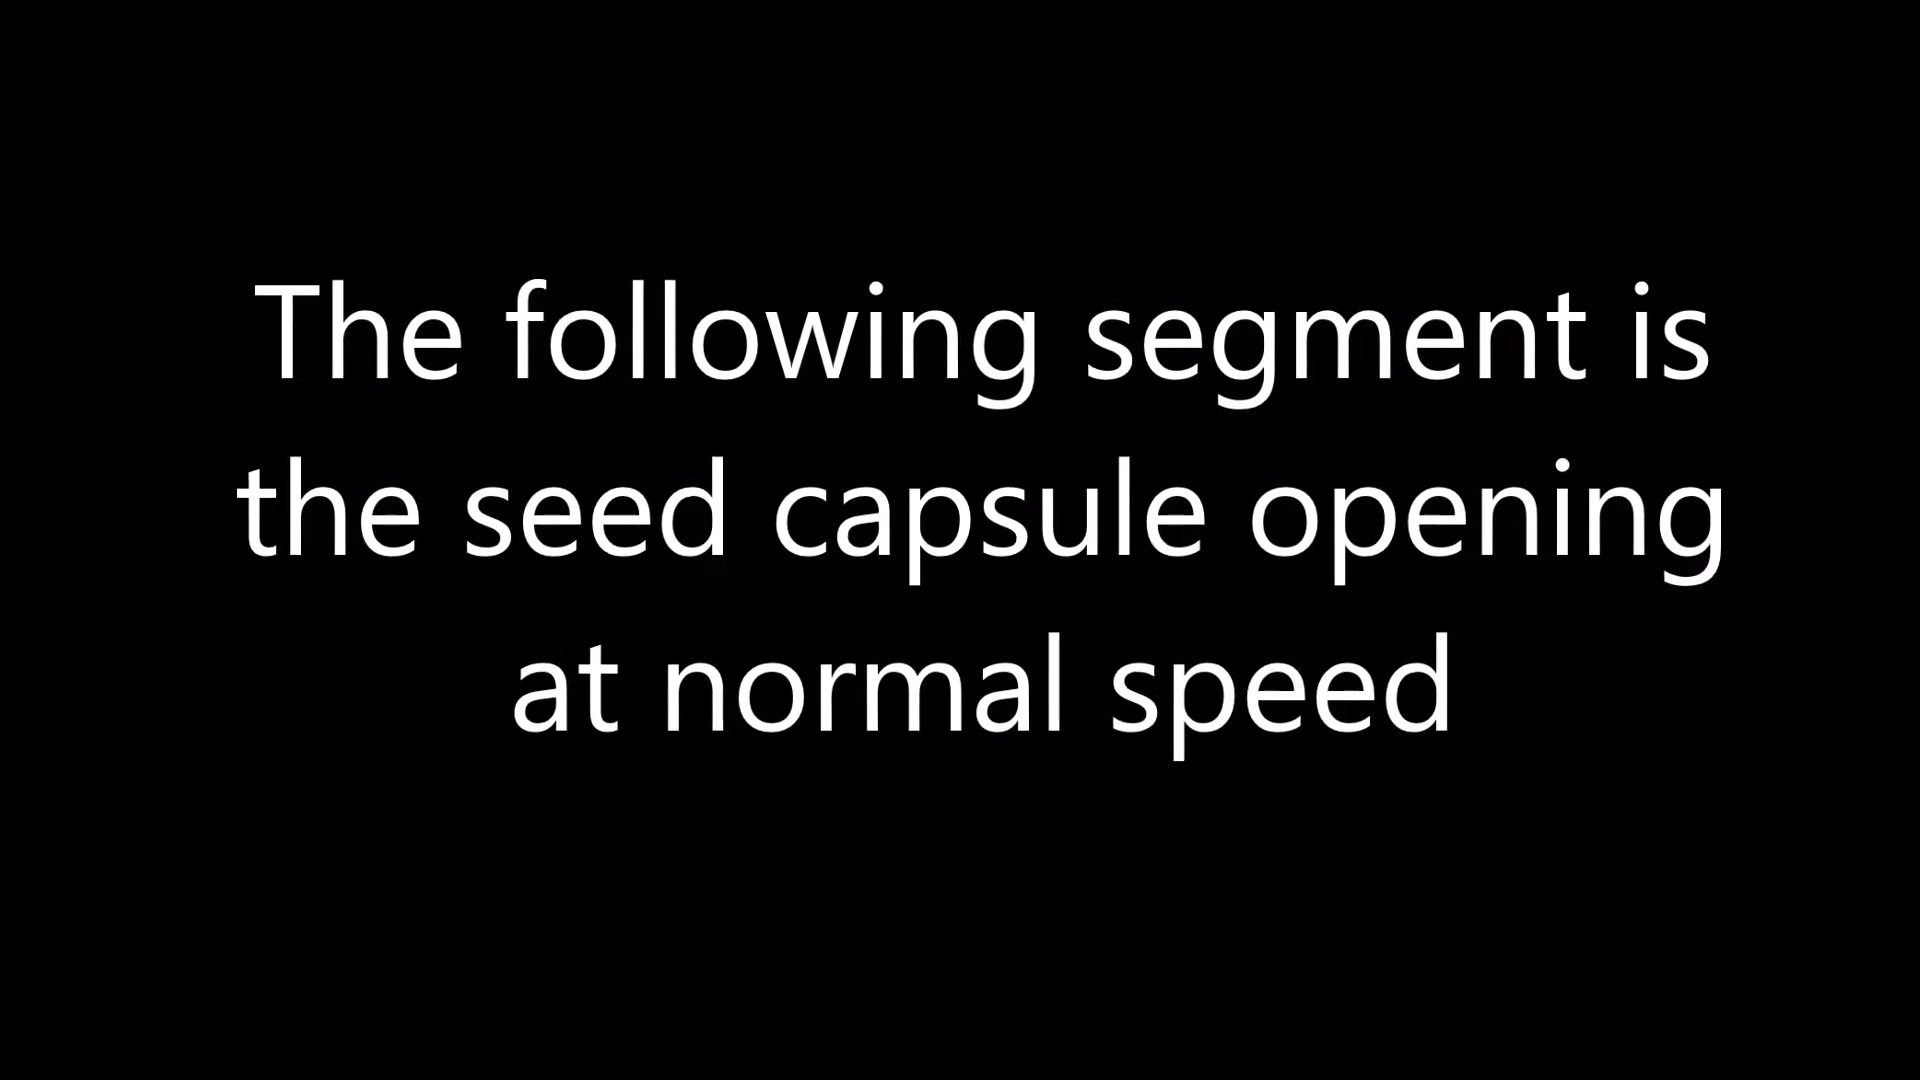 The following segment is
the seed capsule opening
at normal speed